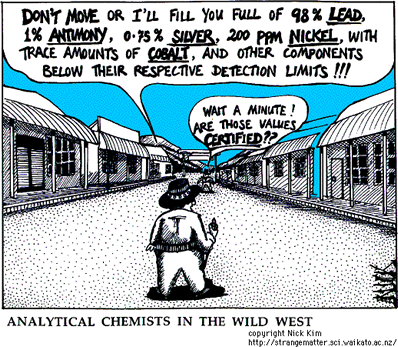 DON'T MOVE OR I'LL FILL YOU FULL OF 98% LEAD,
1% ANTIMONY, 0.75% SILVER, 200 PPM NICKEL, WITH
TRACE AMOUNTS OF COBALT, AND OTHER COMPONENTS
BELOW THEIR RESPECTIVE DETECTION LIMITS !!!
WAIT A MINUTE!
ARE THOSE VALUES
CERTIFIED??
ANALYTICAL CHEMISTS IN THE WILD WEST
copyright Nick Kim
http://strangematter.sci.waikato.ac.nz/